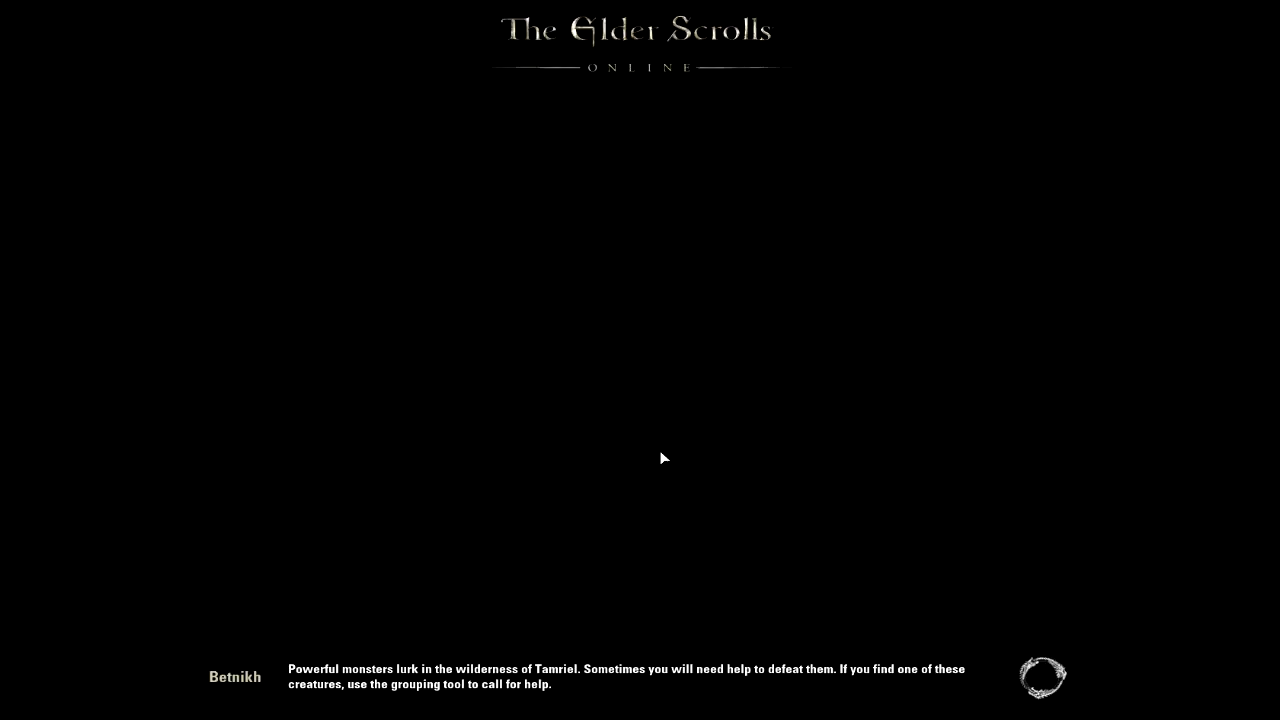 The Elder Scrolls
ONLINE
Betnikh
Powerful monsters lurk in the wilderness of Tamriel. Sometimes you will need help to defeat them. If you find one of these
creatures, use the grouping tool to call for help.